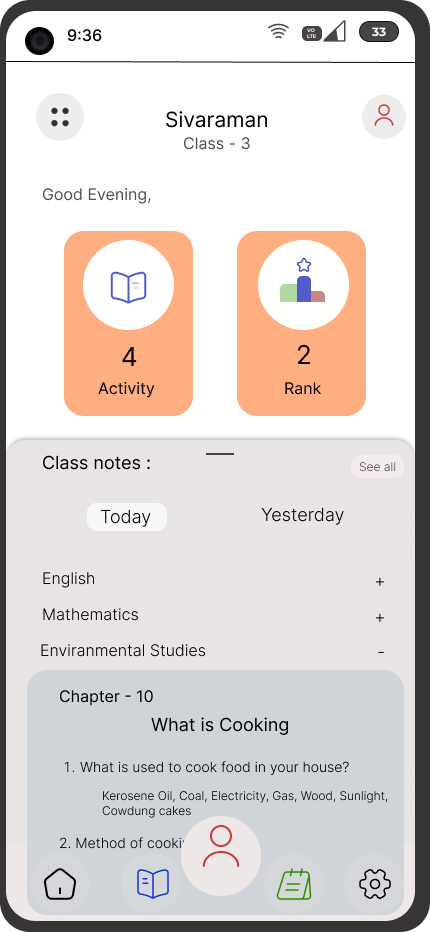 9:36
VO
LTE
33
Sivaraman
Class - 3
Good Evening,
4
Activity
2
Rank
Class notes :
See all
Today
Yesterday
English +
Mathematics +
Enviranmental Studies -
Chapter - 10
What is Cooking
1. What is used to cook food in your house?
Kerosene Oil, Coal, Electricity, Gas, Wood, Sunlight,
Cowdung cakes
2. Method of